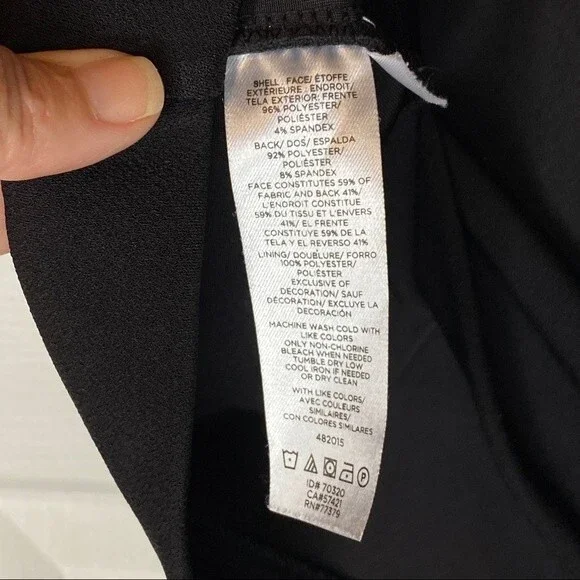 SHELL: FACE/ ÉTOFFE
EXTÉRIEURE: ENDROIT/
TELA EXTERIOR: FRENTE
96% POLYESTER/
POLIÉSTER
4% SPANDEX
BACK/ DOS/ ESPALDA
92% POLYESTER/
POLIÉSTER
8% SPANDEX
FACE CONSTITUTES 59% OF
FABRIC AND BACK 41%/
L'ENDROIT CONSTITUE
59% DU TISSU ET L'ENVERS
41%/ EL FRENTE
CONSTITUYE 59% DE LA
TELA Y EL REVERSO 41%
LINING/ DOUBLURE/ FORRO
100% POLYESTER/
POLIÉSTER
EXCLUSIVE OF
DECORATION/ SAUF
DÉCORATION/ EXCLUYE LA
DECORACIÓN
MACHINE WASH COLD WITH
LIKE COLORS
ONLY NON-CHLORINE
BLEACH WHEN NEEDED
TUMBLE DRY LOW
COOL IRON IF NEEDED
OR DRY CLEAN
WITH LIKE COLORS/
AVEC COULEURS
SIMILAIRES/
CON COLORES SIMILARES
482015
ID# 70320
CA#57421
RN#77379